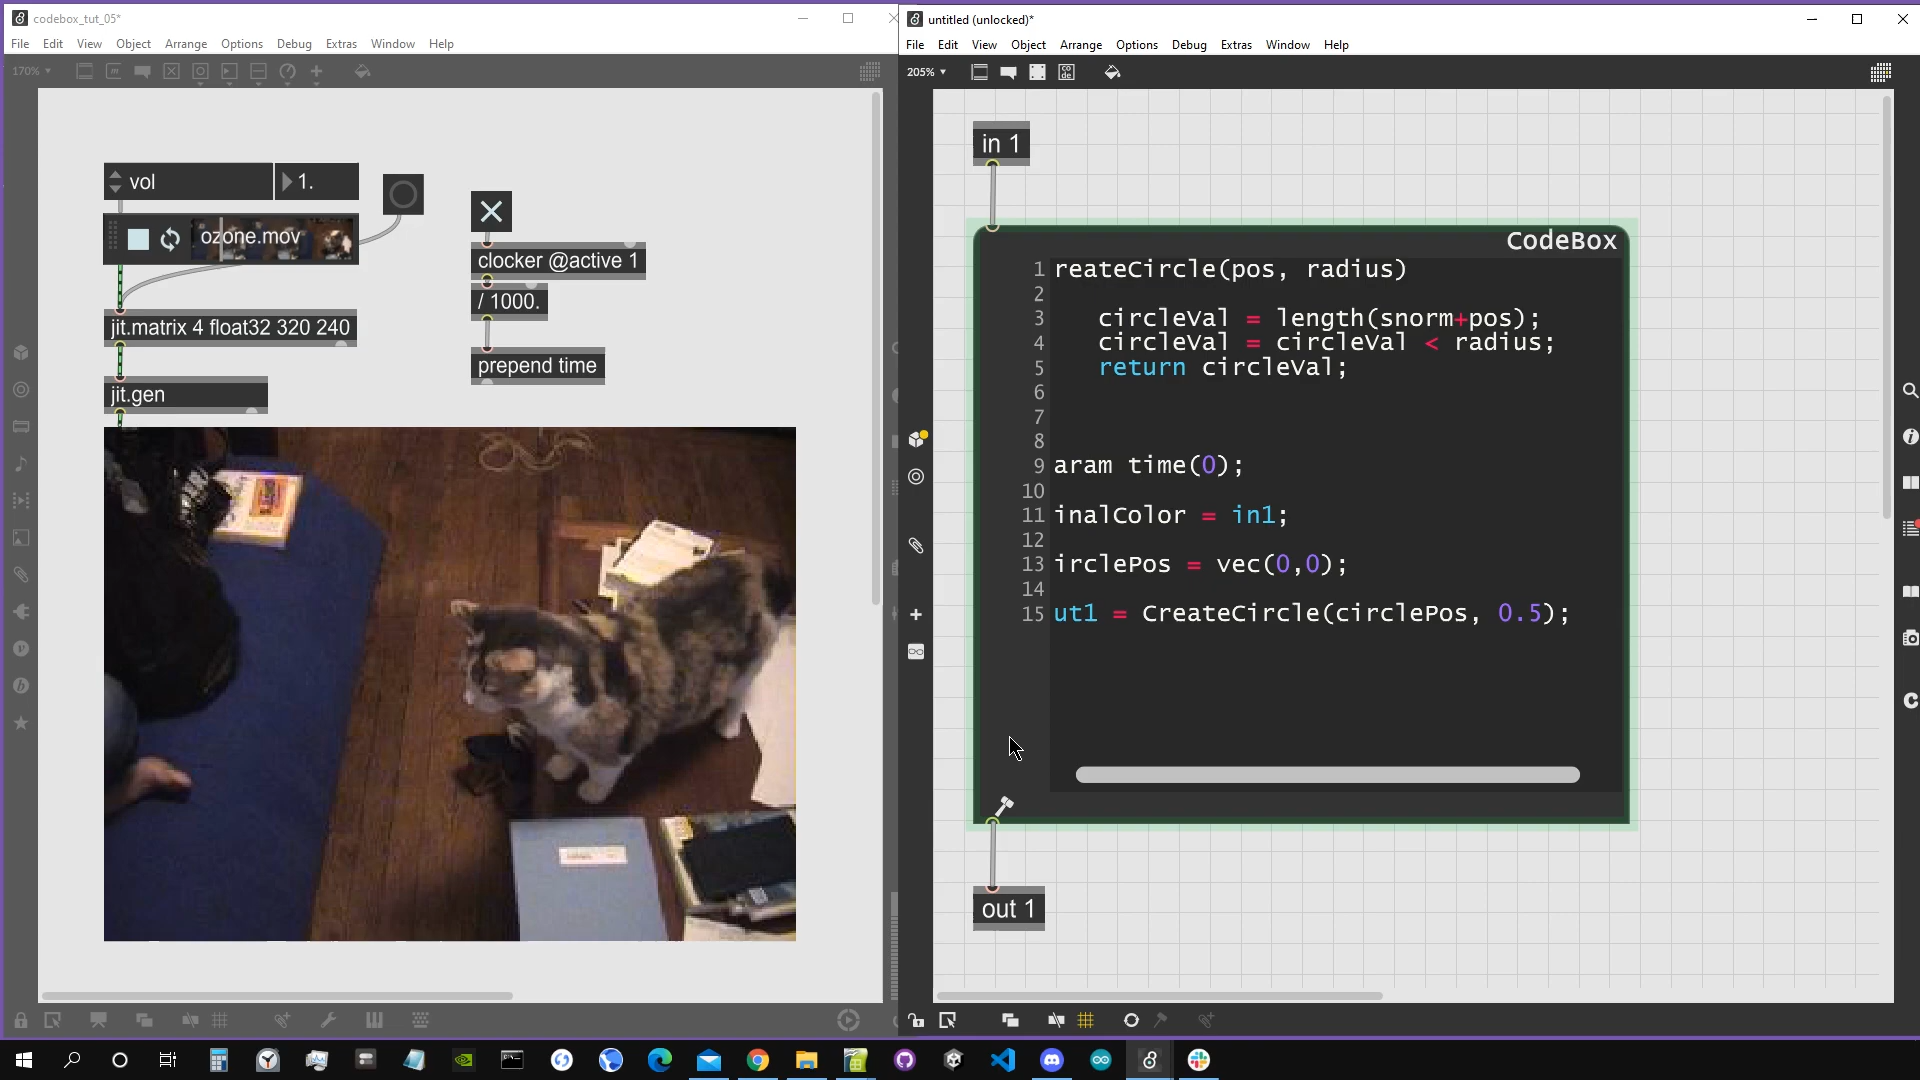 codebox_tut_05*
File Edit View Object Arrange Options Debug Extras Window Help
170%
vol
1.
ozone.mov
clocker @active 1
/ 1000.
jit.matrix 4 float32 320 240
prepend time
jit.gen
untitled (unlocked)*
File Edit View Object Arrange Options Debug Extras Window Help
205%
in 1
CodeBox
1 reateCircle(pos, radius)
2
3 circleVal = length(snorm+pos);
4 circleVal = circleVal < radius;
5 return circleVal;
6
7
8
9 aram time(0);
10
11 inalColor = in1;
12
13 irclePos = vec(0,0);
14
15 ut1 = CreateCircle(circlePos, 0.5);
out 1